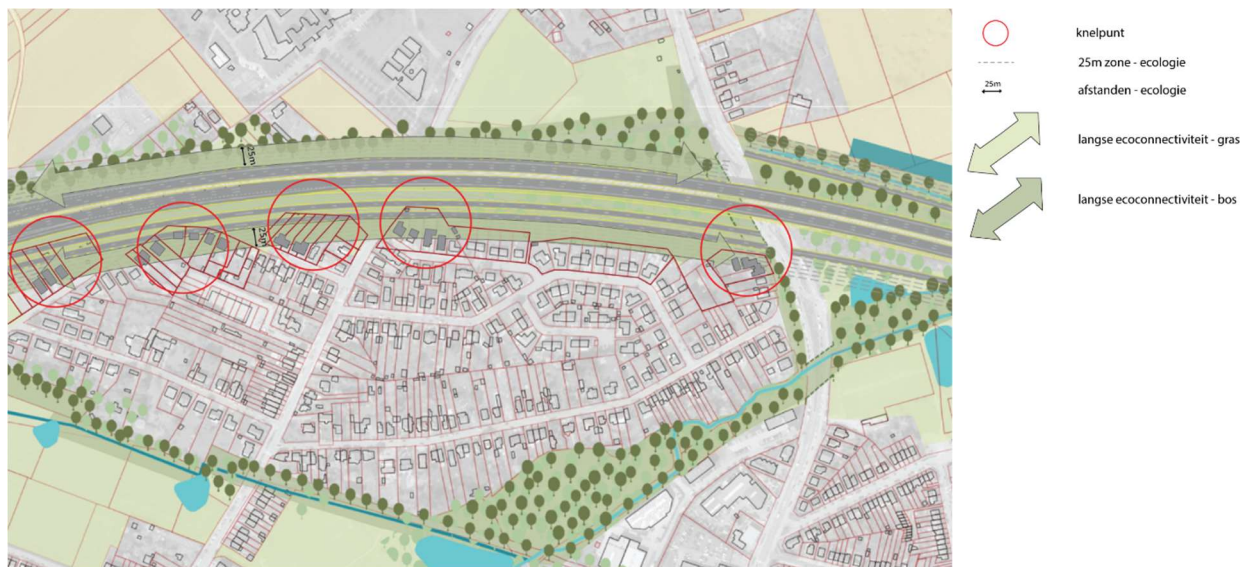 knelpunt
25m zone - ecologie
25m
afstanden - ecologie
langse ecoconnectiviteit - gras
langse ecoconnectiviteit - bos
25m
25m